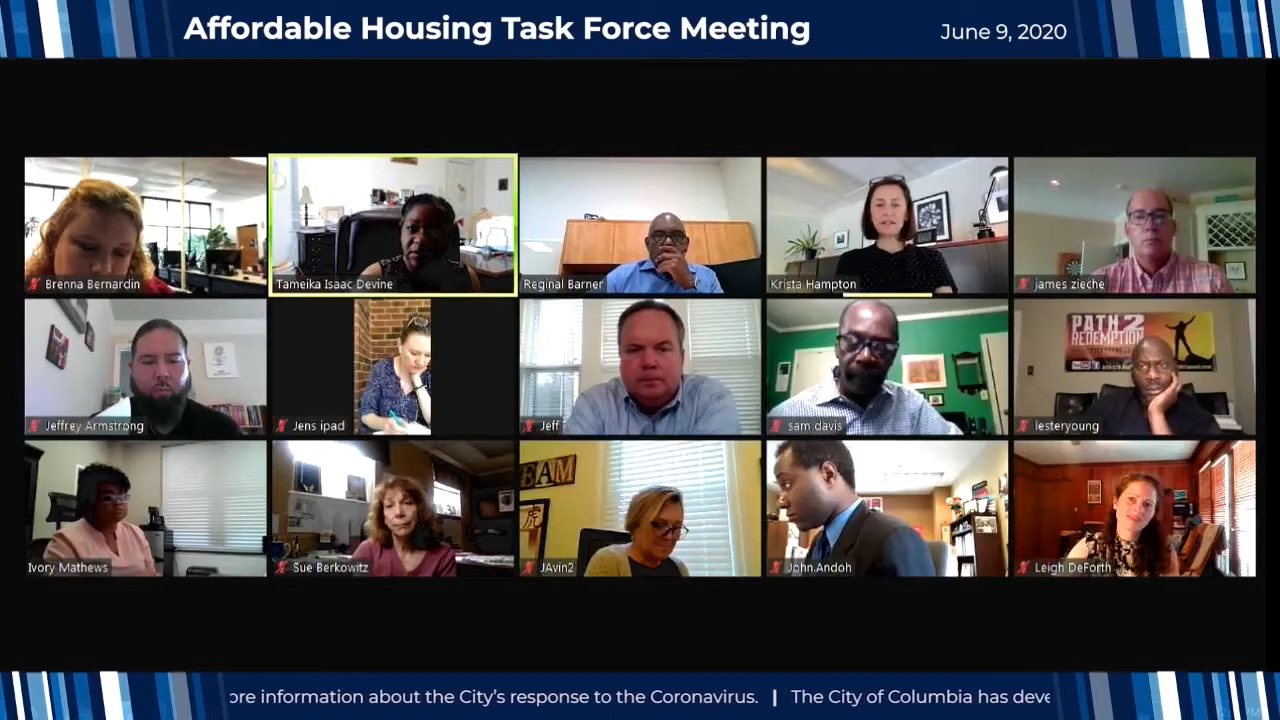 Affordable Housing Task Force Meeting
June 9, 2020
Brenna Bernardin
Tameika Isaac Devine
Reginal Barner
Krista Hampton
james zieche
Jeffrey Armstrong
Jens ipad
Jeff
sam davis
PATH 2
REDEMPTION
lesteryoung
Ivory Mathews
Sue Berkowitz
EAM
虎
JAvin2
John.Andoh
Leigh DeForth
ore information about the City's response to the Coronavirus. | The City of Columbia has deve